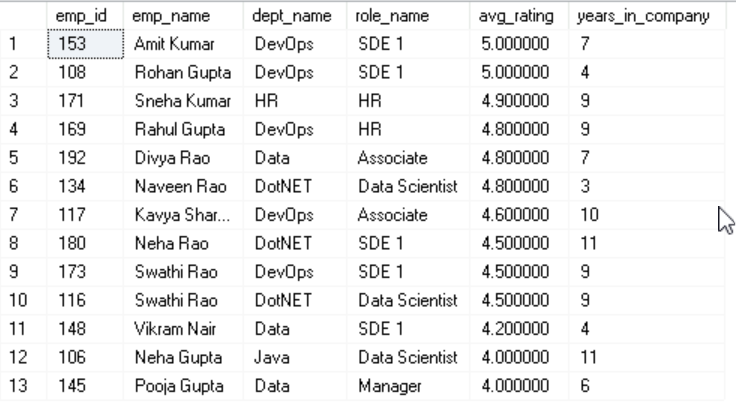 emp_id emp_name dept_name role_name avg_rating years_in_company
1 153 Amit Kumar DevOps SDE 1 5.000000 7
2 108 Rohan Gupta DevOps SDE 1 5.000000 4
3 171 Sneha Kumar HR HR 4.900000 9
4 169 Rahul Gupta DevOps HR 4.800000 9
5 192 Divya Rao Data Associate 4.800000 7
6 134 Naveen Rao DotNET Data Scientist 4.800000 3
7 117 Kavya Shar... DevOps Associate 4.600000 10
8 180 Neha Rao DotNET SDE 1 4.500000 11
9 173 Swathi Rao DevOps SDE 1 4.500000 9
10 116 Swathi Rao DotNET Data Scientist 4.500000 9
11 148 Vikram Nair Data SDE 1 4.200000 4
12 106 Neha Gupta Java Data Scientist 4.000000 11
13 145 Pooja Gupta Data Manager 4.000000 6